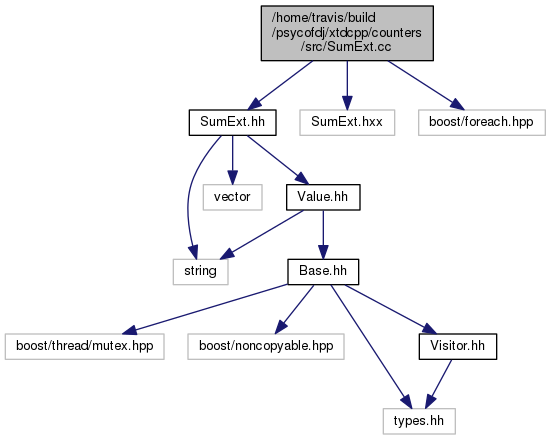 /home/travis/build
/psycofdj/xtdcpp/counters
/src/SumExt.cc
SumExt.hh
SumExt.hxx
boost/foreach.hpp
vector
Value.hh
string
Base.hh
boost/thread/mutex.hpp
boost/noncopyable.hpp
Visitor.hh
types.hh